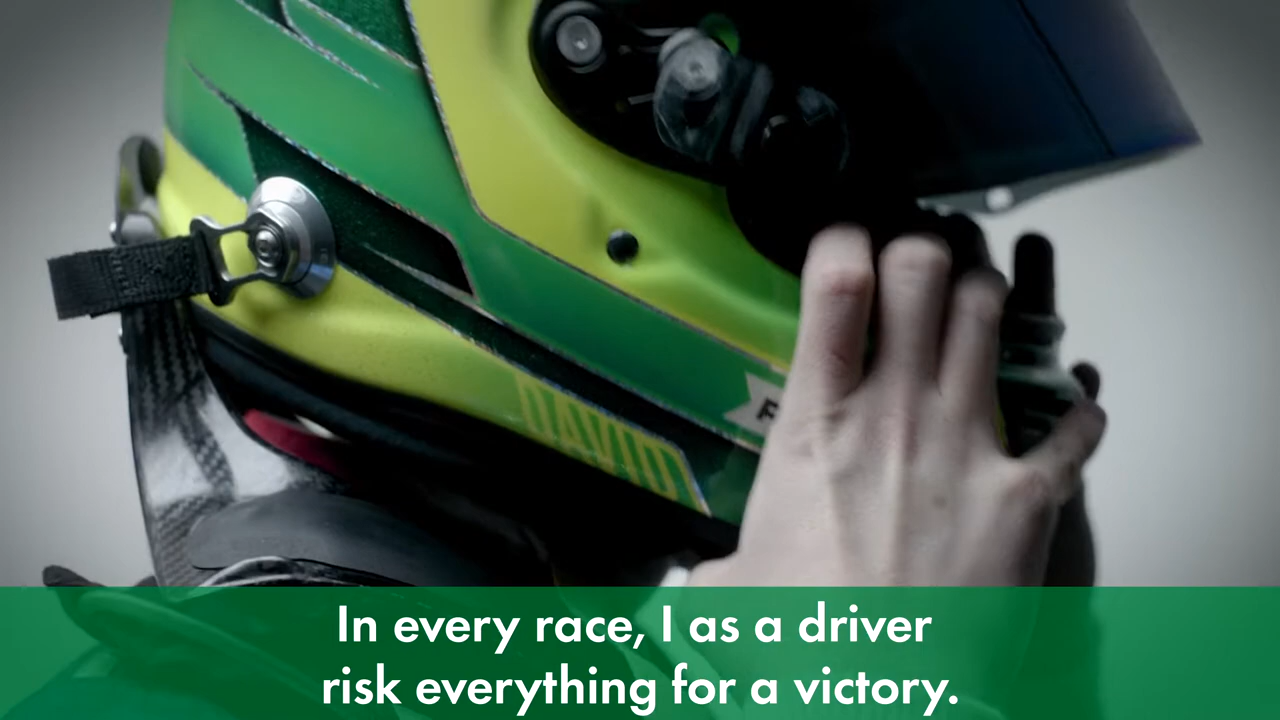 DAVID
In every race, I as a driver
risk everything for a victory.